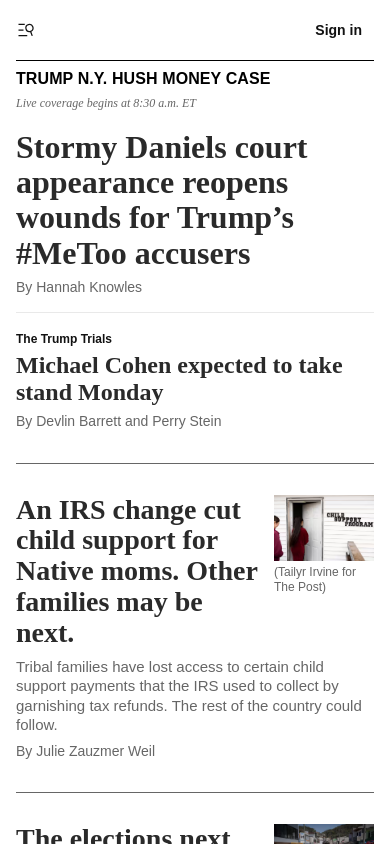 Sign in
TRUMP N.Y. HUSH MONEY CASE
Live coverage begins at 8:30 a.m. ET
Stormy Daniels court
appearance reopens
wounds for Trump’s
#MeToo accusers
By Hannah Knowles
The Trump Trials
Michael Cohen expected to take
stand Monday
By Devlin Barrett and Perry Stein
An IRS change cut
child support for
Native moms. Other
families may be
next.
CHILD
SUPPORT
PROGRAM
(Tailyr Irvine for
The Post)
Tribal families have lost access to certain child
support payments that the IRS used to collect by
garnishing tax refunds. The rest of the country could
follow.
By Julie Zauzmer Weil
The elections next